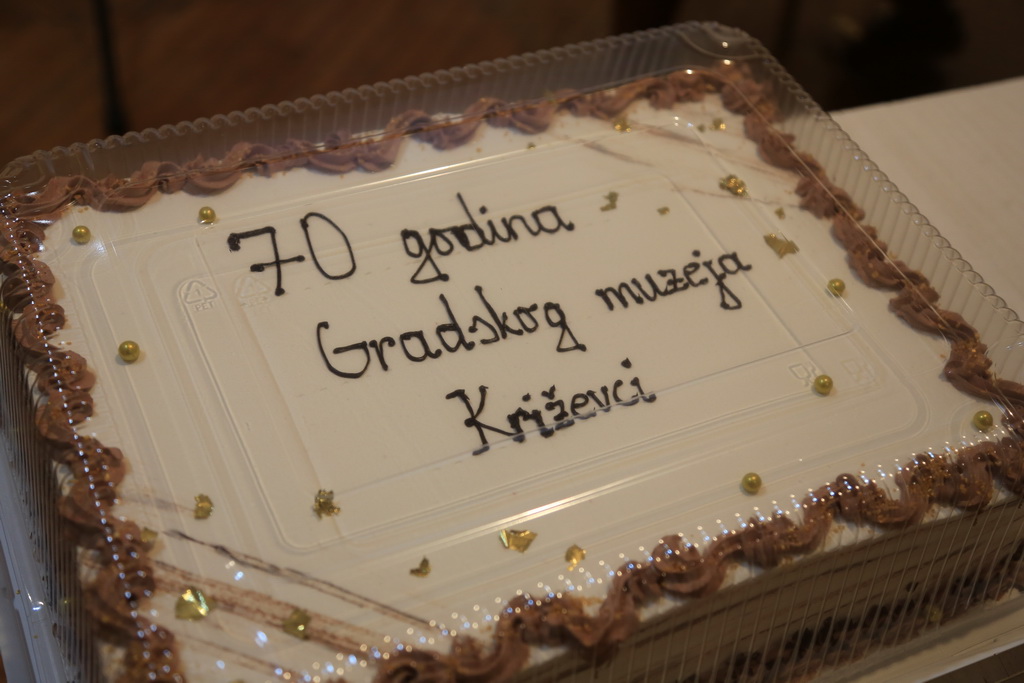 70 godina
Gradskog muzeja
Križevci